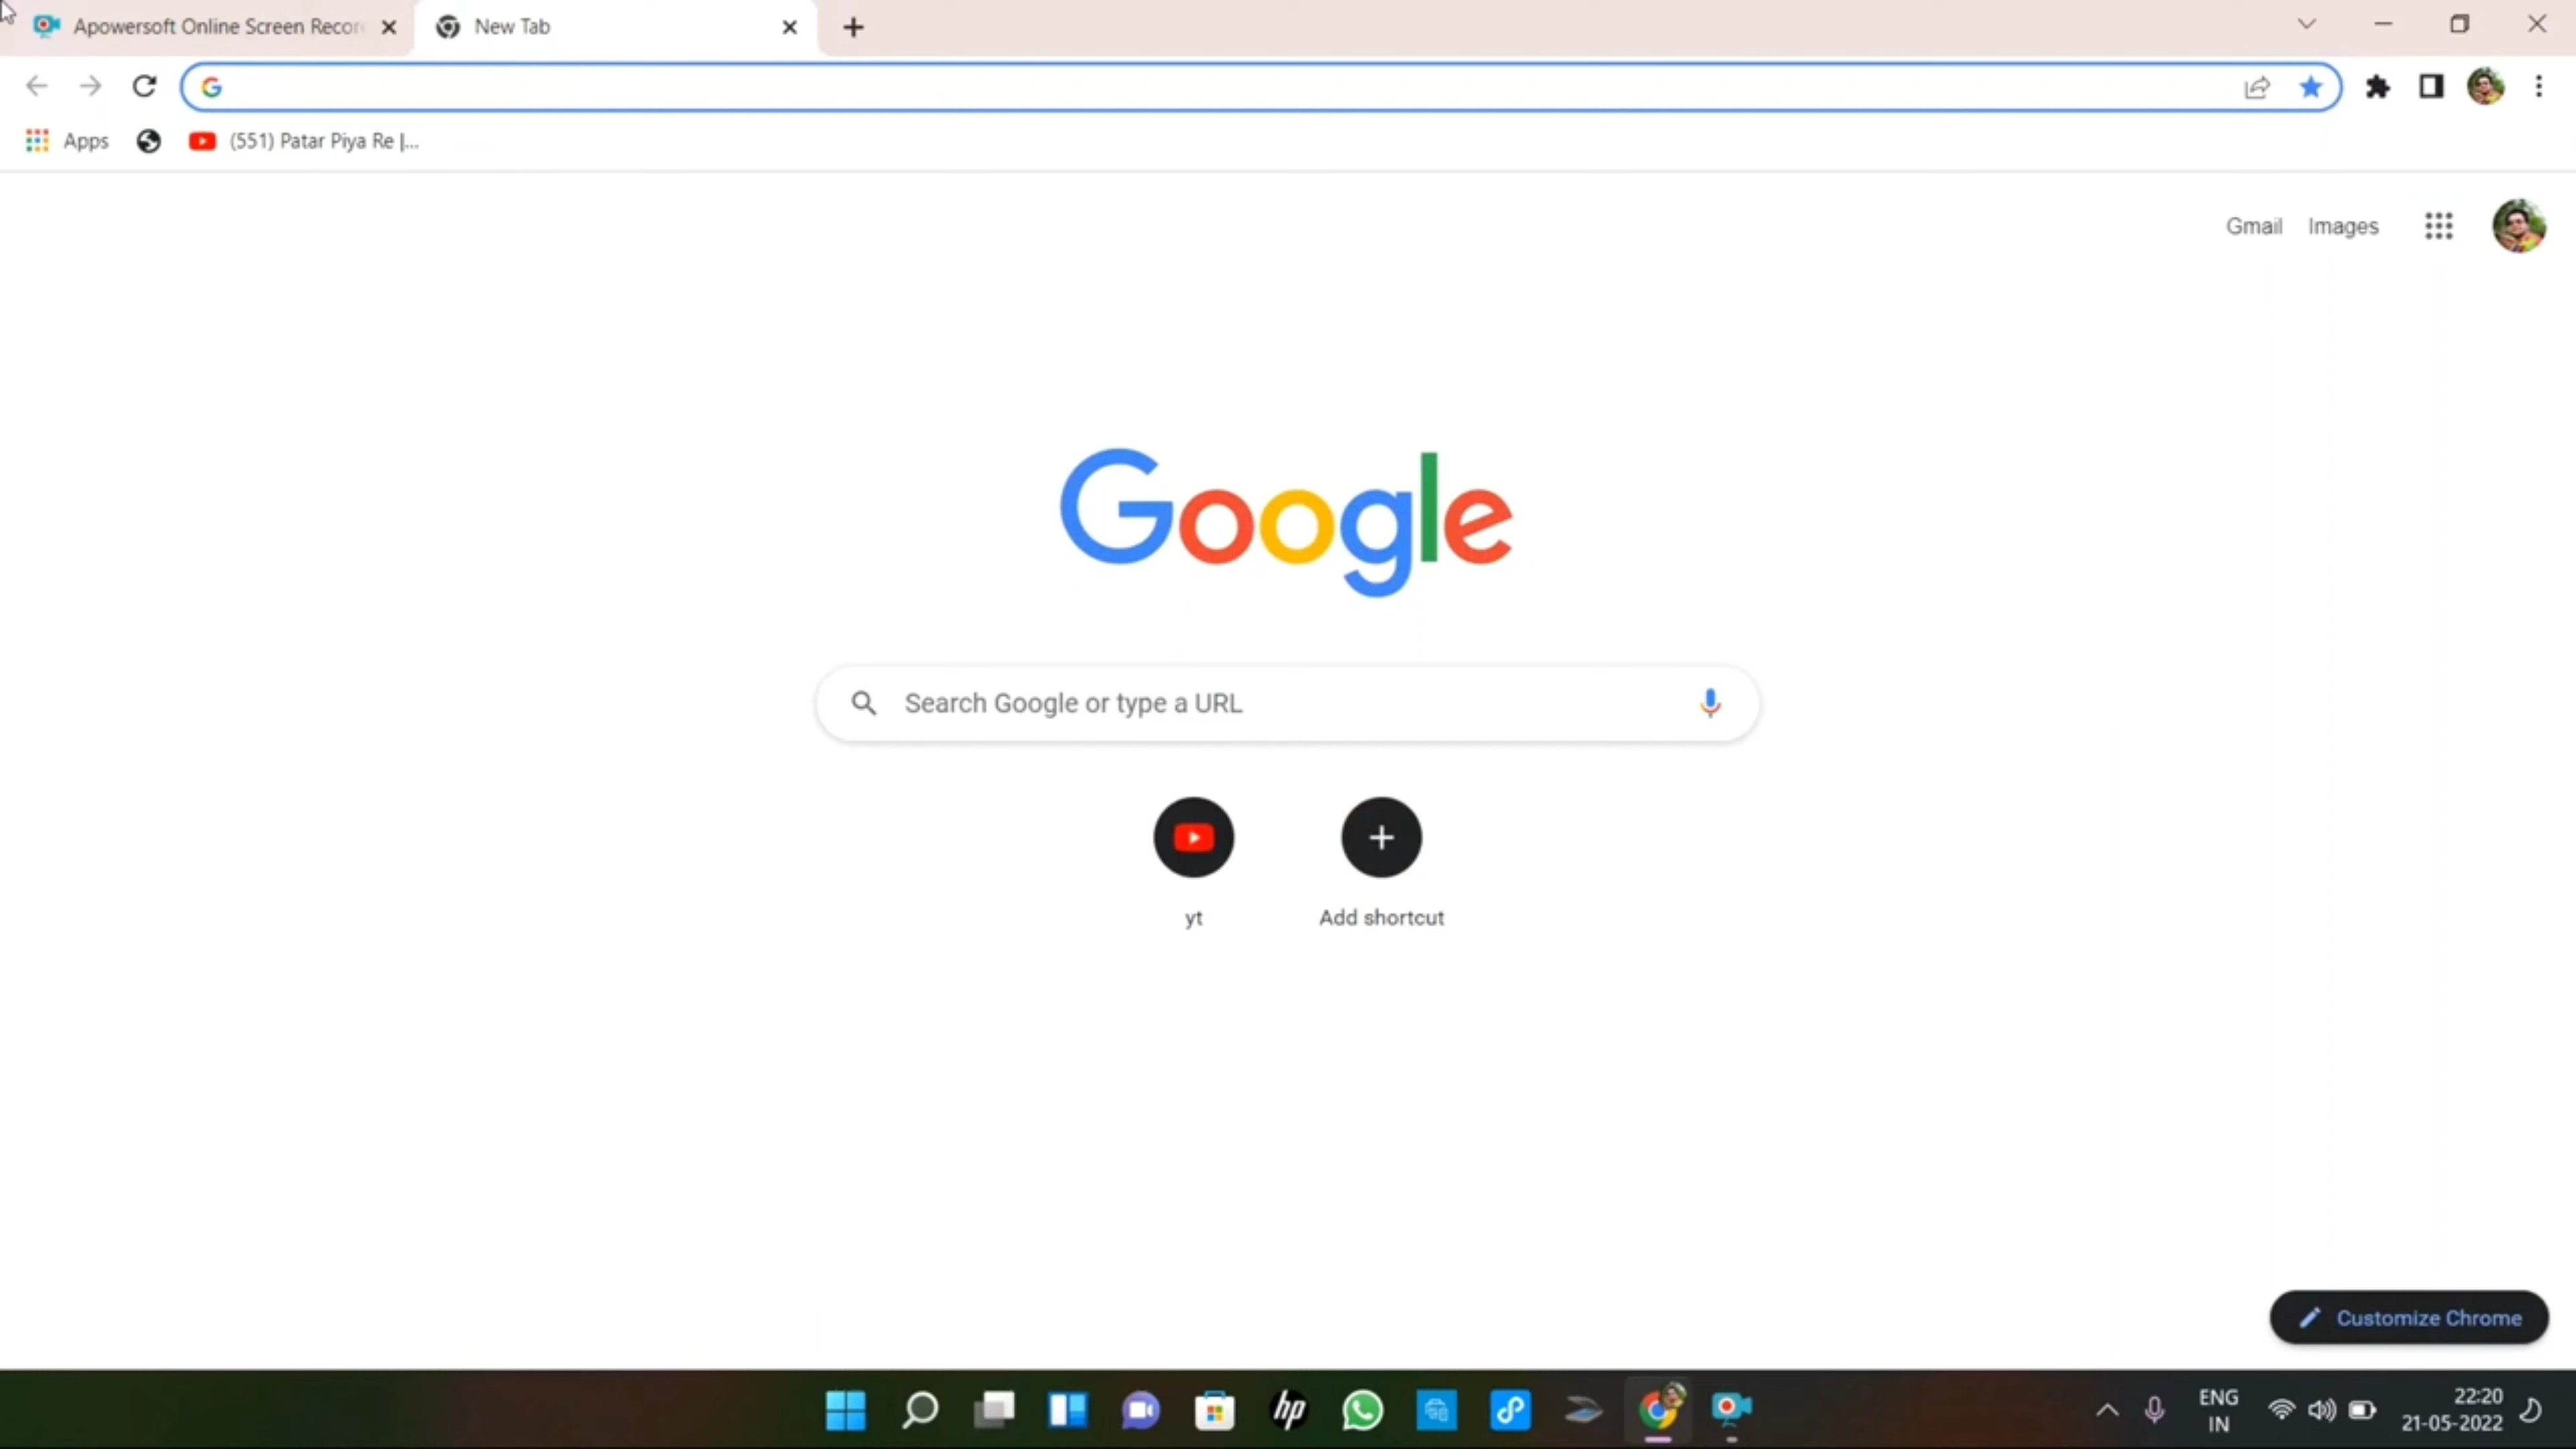 Apowersoft Online Screen Recor
New Tab
Apps
(551) Patar Piya Re |...
Gmail
Images
Google
Search Google or type a URL
yt
Add shortcut
Customize Chrome
hp
ENG
IN
22:20
21-05-2022